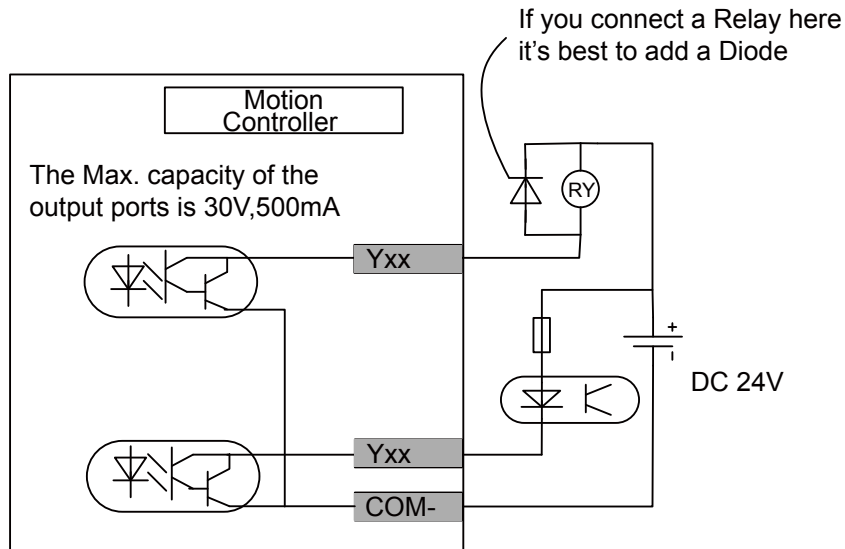 If you connect a Relay here
it's best to add a Diode
Motion
Controller
The Max. capacity of the
output ports is 30V,500mA
RY
Yxx
+
-
DC 24V
Yxx
COM-